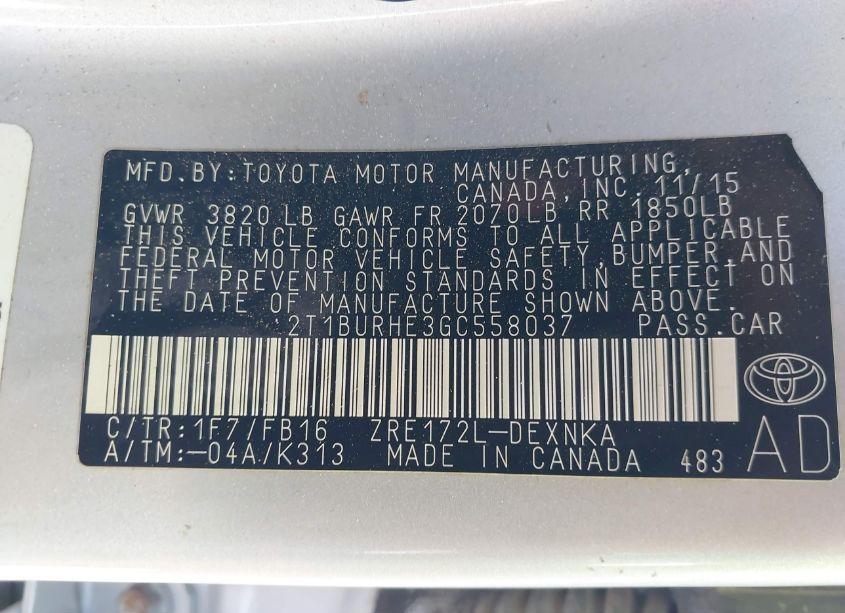 MFD.BY:TOYOTA MOTOR MANUFACTURING,
CANADA,INC. 11/15
GVWR 3820 LB GAWR FR 2070LB RR 1850LB
THIS VEHICLE CONFORMS TO ALL APPLICABLE
FEDERAL MOTOR VEHICLE SAFETY,BUMPER,AND
THEFT PREVENTION STANDARDS IN EFFECT ON
THE DATE OF MANUFACTURE SHOWN ABOVE.
2T1BURHE3GC558037 PASS.CAR
C/TR:1F7/FB16 ZRE172L-DEXNKA
A/TM:-04A/K313 MADE IN CANADA 483
AD